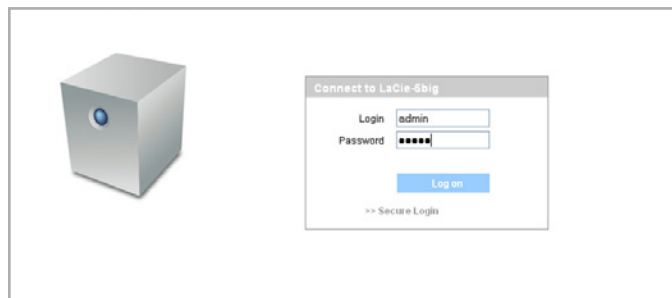 Connect to LaCie-5big
Login admin
Password •••••
Log on
>> Secure Login